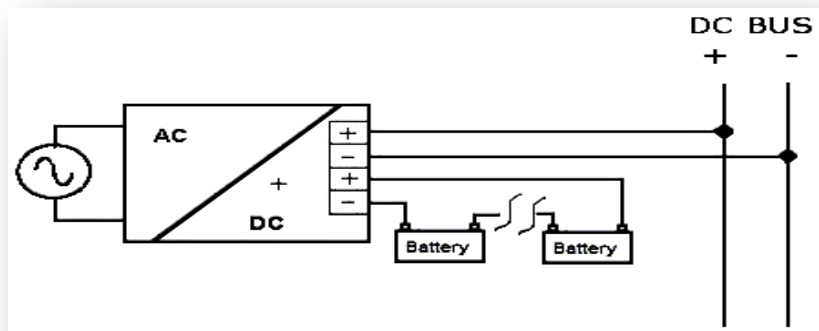 DC BUS
+ -
AC
+
-
+
-
+
DC
Battery
Battery